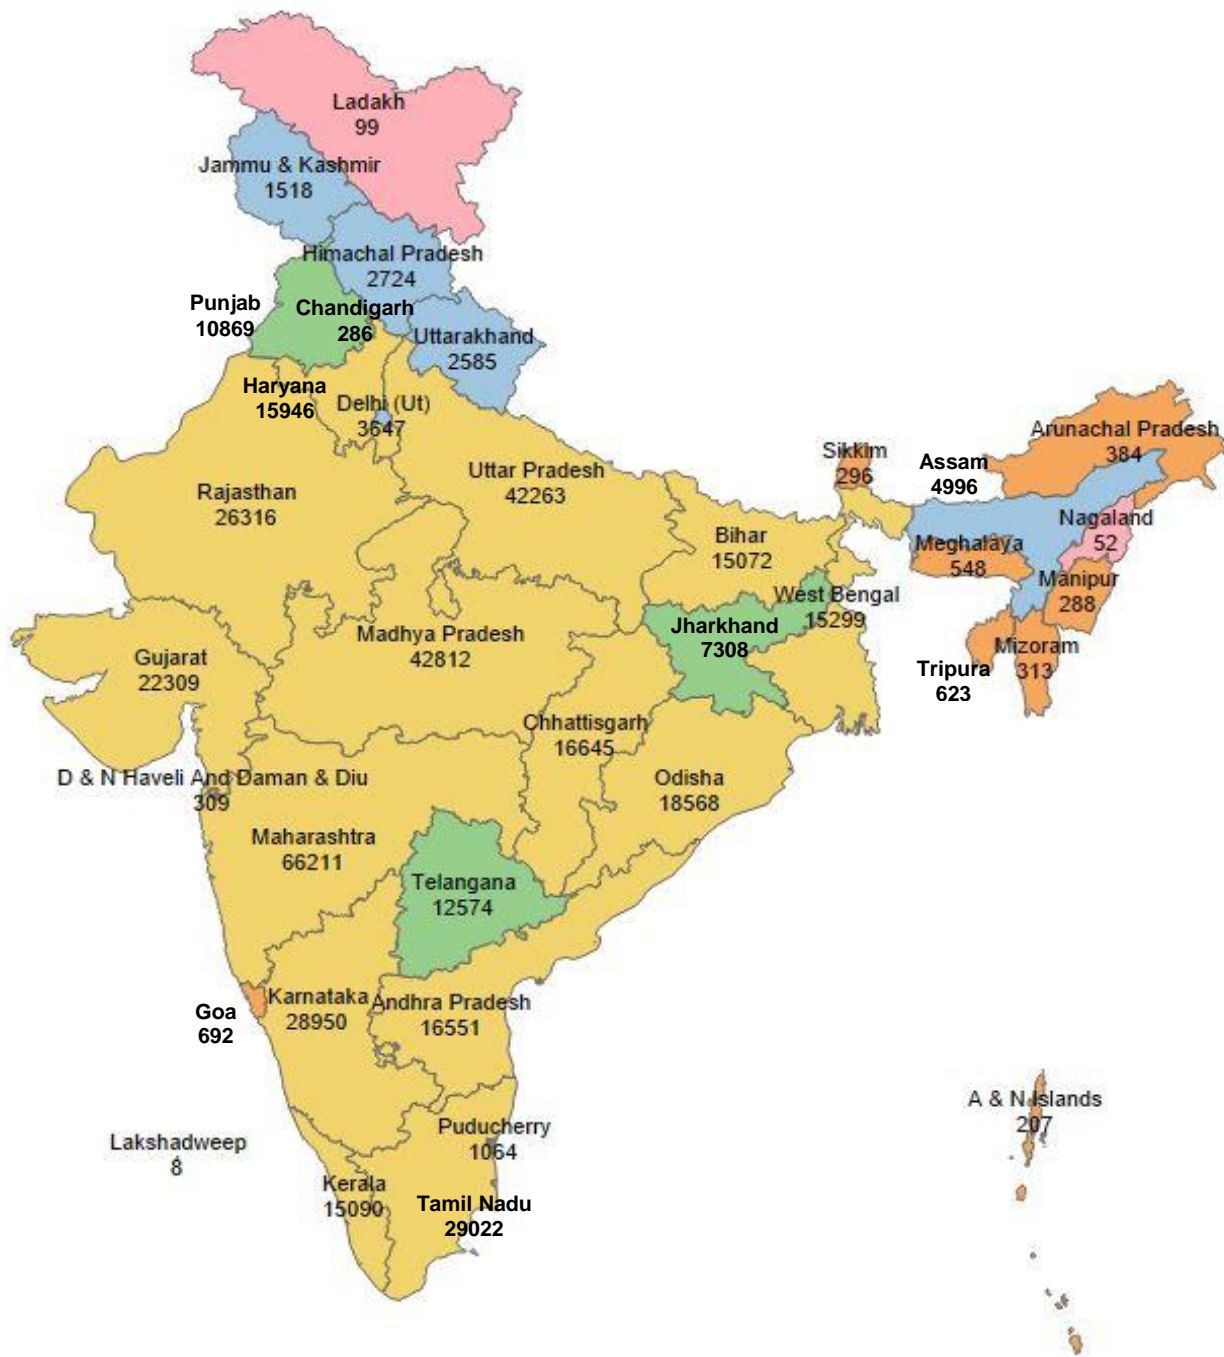 Ladakh
99
Jammu & Kashmir
1518
Himachal Pradesh
2724
Punjab
10869
Chandigarh
286
Uttarakhand
2585
Haryana
15946
Delhi (Ut)
3647
Arunachal Pradesh
384
Sikkim
296
Assam
4996
Uttar Pradesh
42263
Rajasthan
26316
Nagaland
52
Bihar
15072
Meghalaya
548
Manipur
288
West Bengal
15299
Jharkhand
7308
Madhya Pradesh
42812
Mizoram
313
Gujarat
22309
Tripura
623
Chhattisgarh
16645
D & N Haveli And Daman & Diu
309
Odisha
18568
Maharashtra
66211
Telangana
12574
Karnataka
28950
Andhra Pradesh
16551
Goa
692
A & N Islands
207
Puducherry
1064
Lakshadweep
8
Kerala
15090
Tamil Nadu
29022